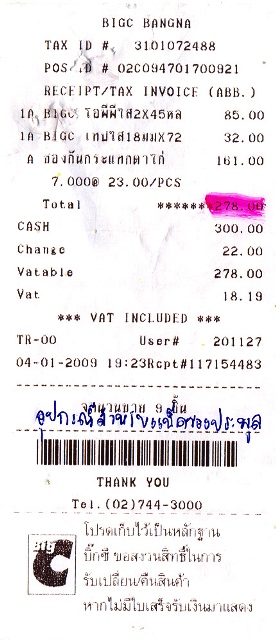 BIGC BANGNA
TAX ID # 3101072488
POS ID # 02C094701700921
RECEIPT/TAX INVOICE (ABB.)
1A BIGC โอพีพีใส2X45หล 85.00
1A BIGC เทปใส18มมX72 32.00
A ซองกันกระแทกตาไก่ 161.00
7.000@ 23.00/PCS
Total ******278.00
CASH 300.00
Change 22.00
Vatable 278.00
Vat 18.19
*** VAT INCLUDED ***
TR-00 User# 201127
04-01-2009 19:23Rcpt#117154483
จำนวนขาย 9 ชิ้น
THANK YOU
Tel.(02)744-3000
โปรดเก็บไว้เป็นหลักฐาน
Big C
บิ๊กซี ขอสงวนสิทธิ์ในการ
รับเปลี่ยน/คืนสินค้า
หากไม่มีใบเสร็จรับเงินมาแสดง